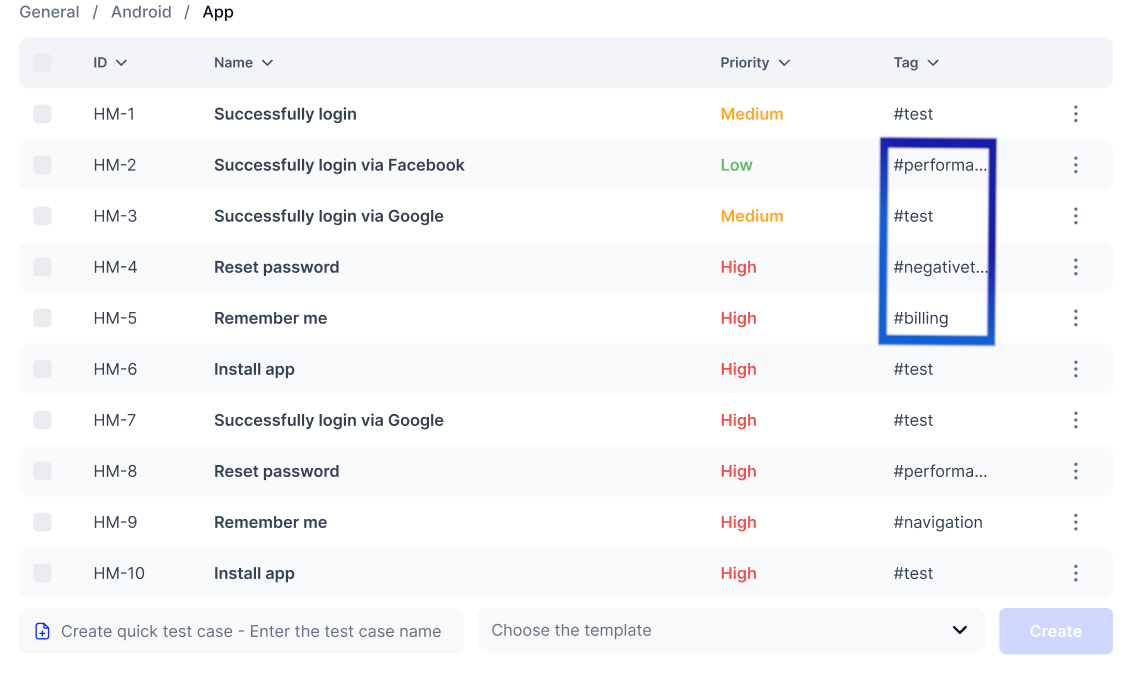 General / Android / App
ID Name Priority Tag
HM-1 Successfully login Medium #test
HM-2 Successfully login via Facebook Low #performa...
HM-3 Successfully login via Google Medium #test
HM-4 Reset password High #negativet...
HM-5 Remember me High #billing
HM-6 Install app High #test
HM-7 Successfully login via Google High #test
HM-8 Reset password High #performa...
HM-9 Remember me High #navigation
HM-10 Install app High #test
Create quick test case - Enter the test case name Choose the template Create